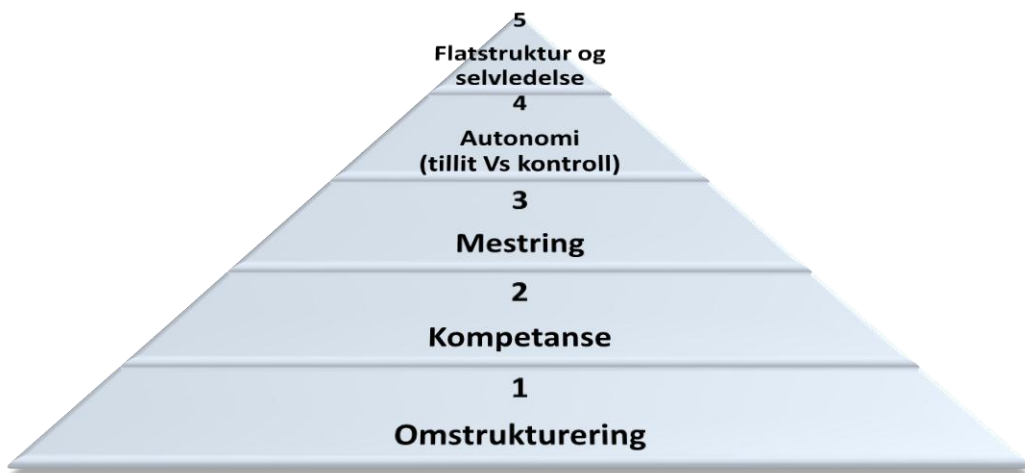 5
Flatstruktur og
selvledelse
4
Autonomi
(tillit Vs kontroll)
3
Mestring
2
Kompetanse
1
Omstrukturering